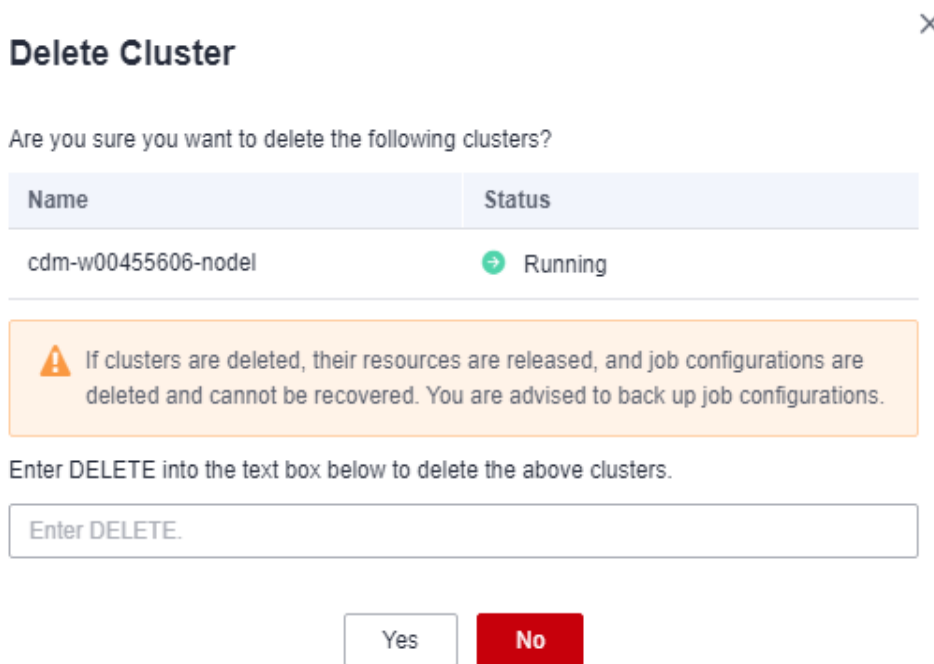 Delete Cluster
Are you sure you want to delete the following clusters?
Name Status
cdm-w00455606-nodel Running
If clusters are deleted, their resources are released, and job configurations are
deleted and cannot be recovered. You are advised to back up job configurations.
Enter DELETE into the text box below to delete the above clusters.
Enter DELETE.
Yes No